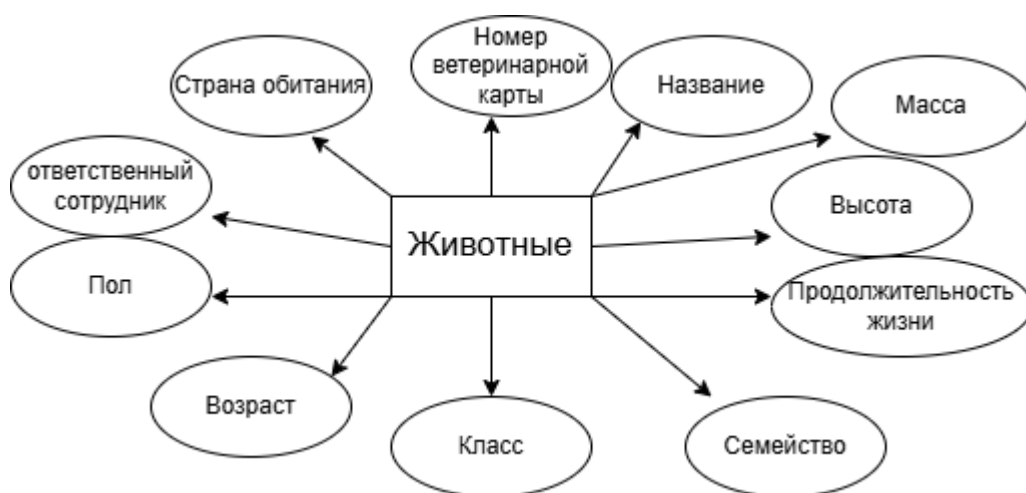 Номер
ветеринарной
карты
Страна обитания
Название
Масса
ответственный
сотрудник
Высота
Животные
Пол
Продолжительность
жизни
Возраст
Класс
Семейство